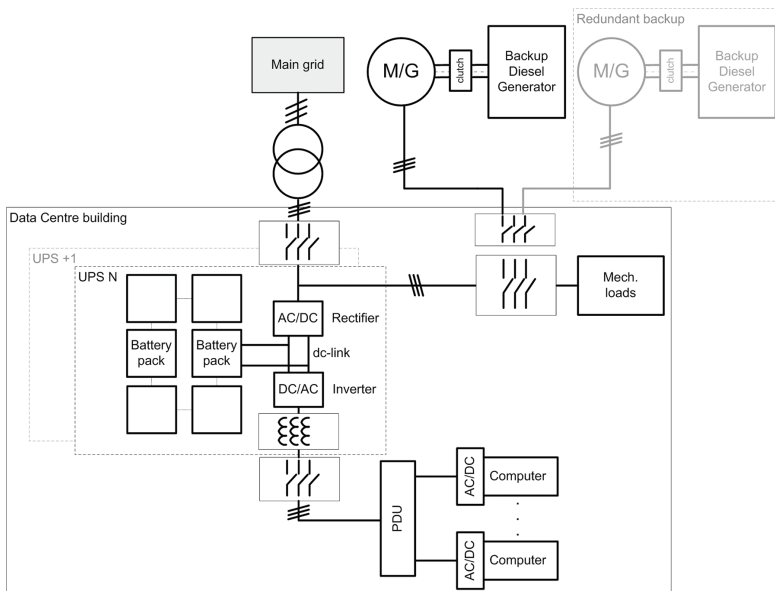 Redundant backup
Main grid
M/G
clutch
Backup
Diesel
Generator
M/G
clutch
Backup
Diesel
Generator
Data Centre building
UPS +1
UPS N
AC/DC
Rectifier
Mech.
loads
Battery
pack
Battery
pack
dc-link
DC/AC
Inverter
PDU
AC/DC
Computer
AC/DC
Computer